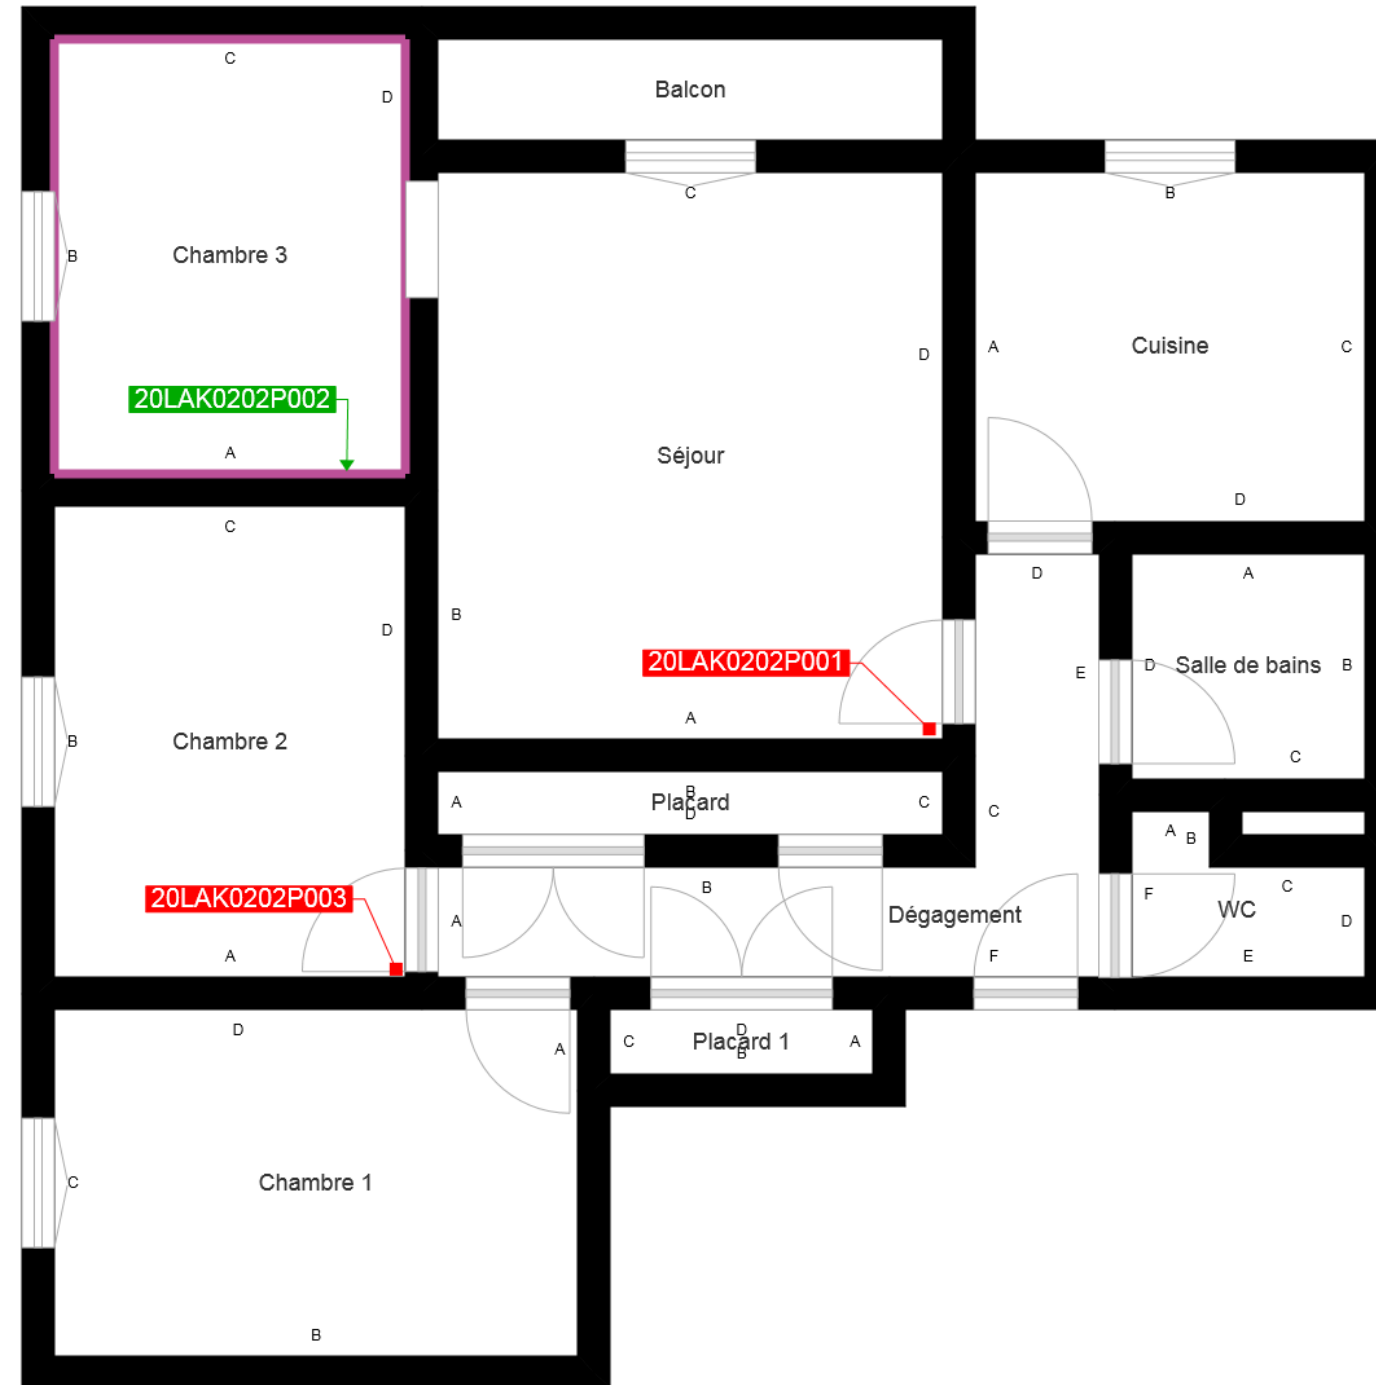 C
D
Balcon
C
B
B
Chambre 3
D
A
Cuisine
C
20LAK0202P002
A
Séjour
D
C
D
A
B
D
20LAK0202P001
E
D
Salle de bains
B
A
Chambre 2
B
C
A
B
Placard
D
C
C
A
B
20LAK0202P003
B
F
C
A
Dégagement
WC
D
A
F
E
D
A
C
D
Placard 1
B
A
Chambre 1
C
B